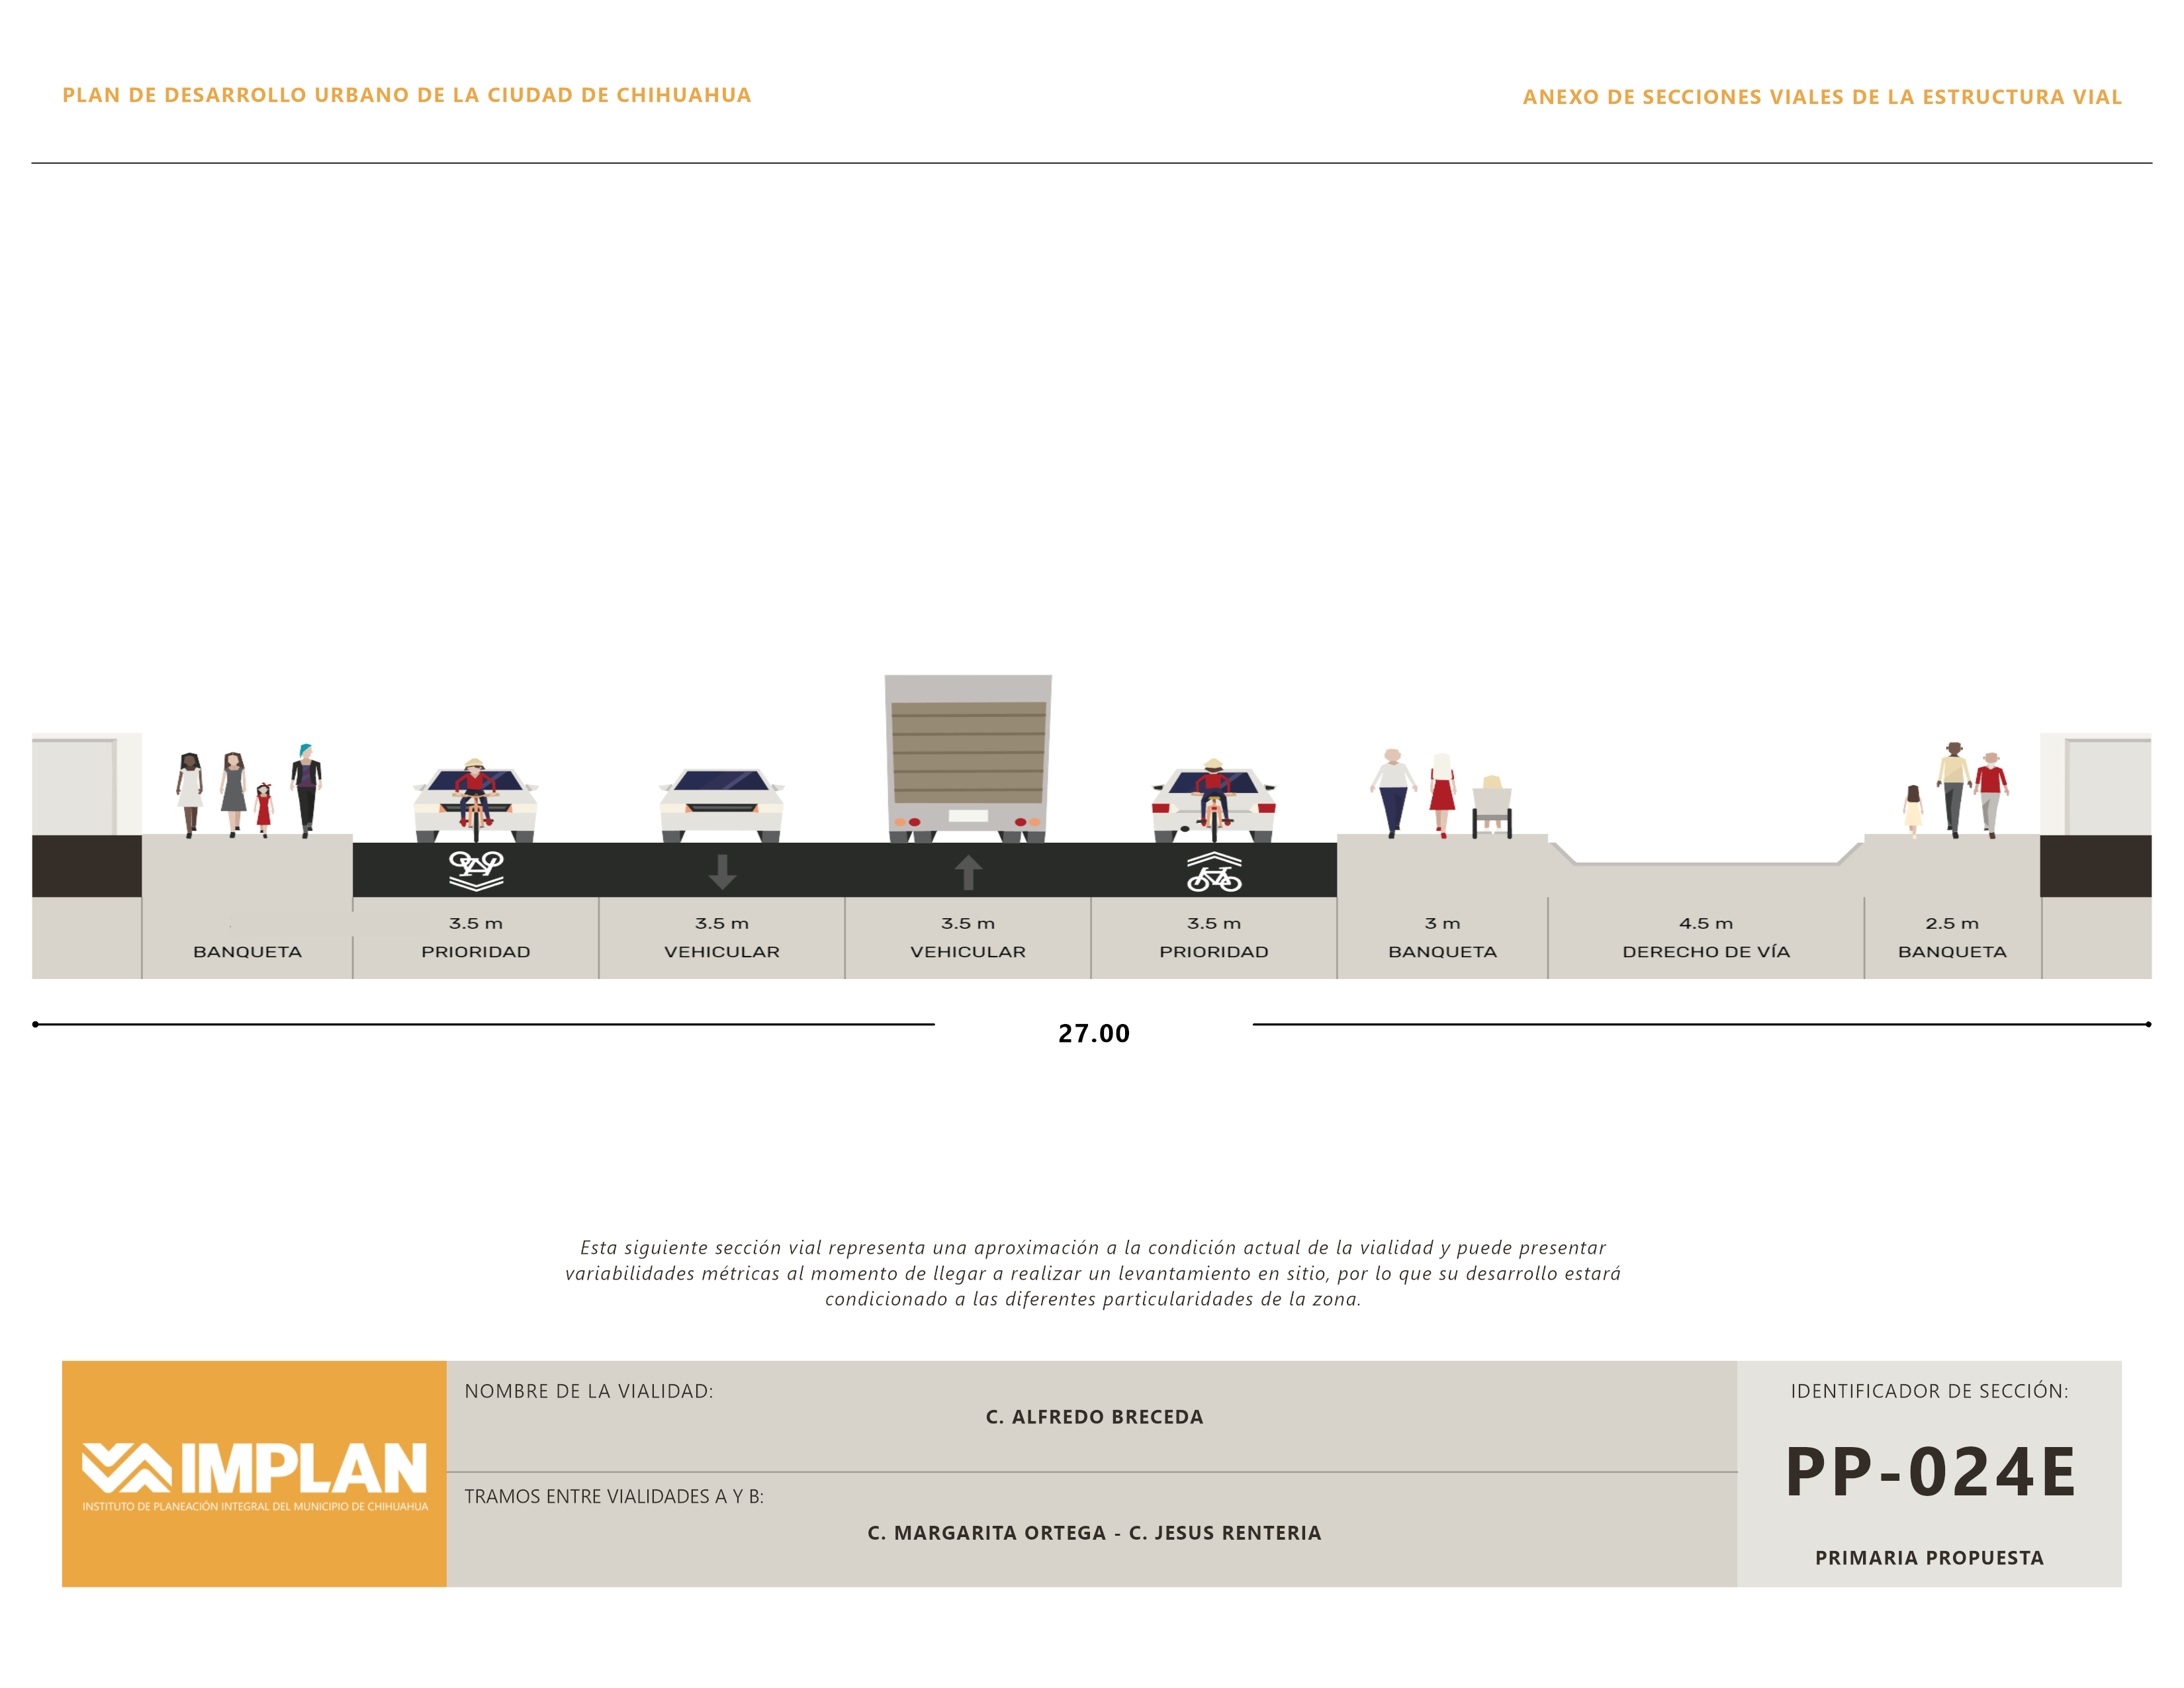 PLAN DE DESARROLLO URBANO DE LA CIUDAD DE CHIHUAHUA
ANEXO DE SECCIONES VIALES DE LA ESTRUCTURA VIAL
BANQUETA
3.5 m
PRIORIDAD
3.5 m
VEHICULAR
3.5 m
VEHICULAR
3.5 m
PRIORIDAD
3 m
BANQUETA
4.5 m
DERECHO DE VÍA
2.5 m
BANQUETA
27.00
Esta siguiente sección vial representa una aproximación a la condición actual de la vialidad y puede presentar
variabilidades métricas al momento de llegar a realizar un levantamiento en sitio, por lo que su desarrollo estará
condicionado a las diferentes particularidades de la zona.
IMPLAN
INSTITUTO DE PLANEACIÓN INTEGRAL DEL MUNICIPIO DE CHIHUAHUA
NOMBRE DE LA VIALIDAD:
C. ALFREDO BRECEDA
TRAMOS ENTRE VIALIDADES A Y B:
C. MARGARITA ORTEGA - C. JESUS RENTERIA
IDENTIFICADOR DE SECCIÓN:
PP-024E
PRIMARIA PROPUESTA